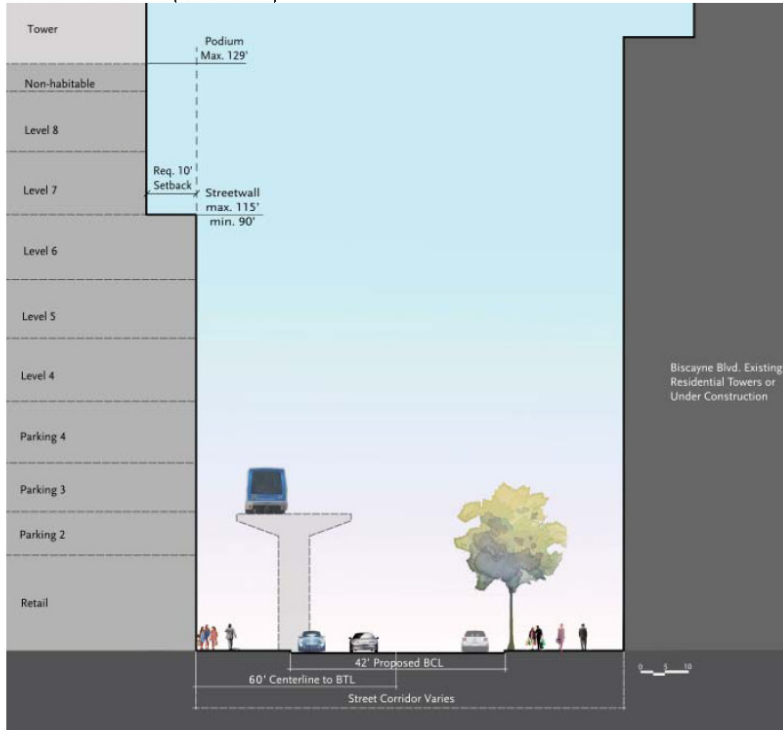 Tower
Podium
Max. 129'
Non-habitable
Level 8
Req. 10'
Setback
Level 7
Streetwall
max. 115'
min. 90'
Level 6
Level 5
Level 4
Biscayne Blvd. Existing
Residential Towers or
Under Construction
Parking 4
Parking 3
Parking 2
Retail
42' Proposed BCL
60' Centerline to BTL
0 5 10
Street Corridor Varies